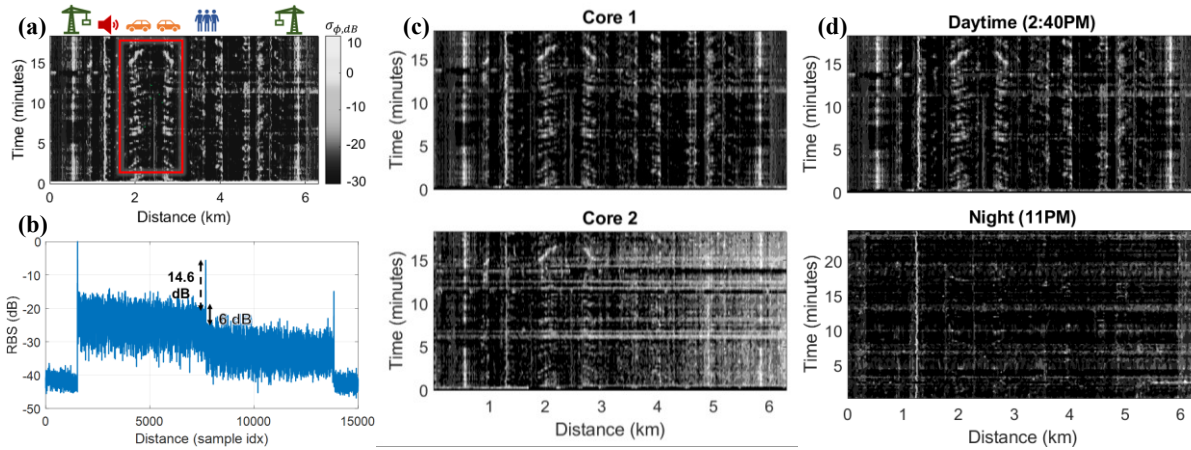 (a)
σϕ,dB
10
0
-10
-20
-30
Time (minutes)
15
10
5
0
0
2
4
6
Distance (km)
(b)
RBS (dB)
0
-10
-20
-30
-40
-50
14.6
dB
6 dB
0
5000
10000
15000
Distance (sample idx)
(c)
Core 1
Time (minutes)
15
10
5
0
Core 2
Time (minutes)
15
10
5
0
1
2
3
4
5
6
Distance (km)
(d)
Daytime (2:40PM)
Time (minutes)
15
10
5
0
Night (11PM)
Time (minutes)
20
15
10
5
0
1
2
3
4
5
6
Distance (km)